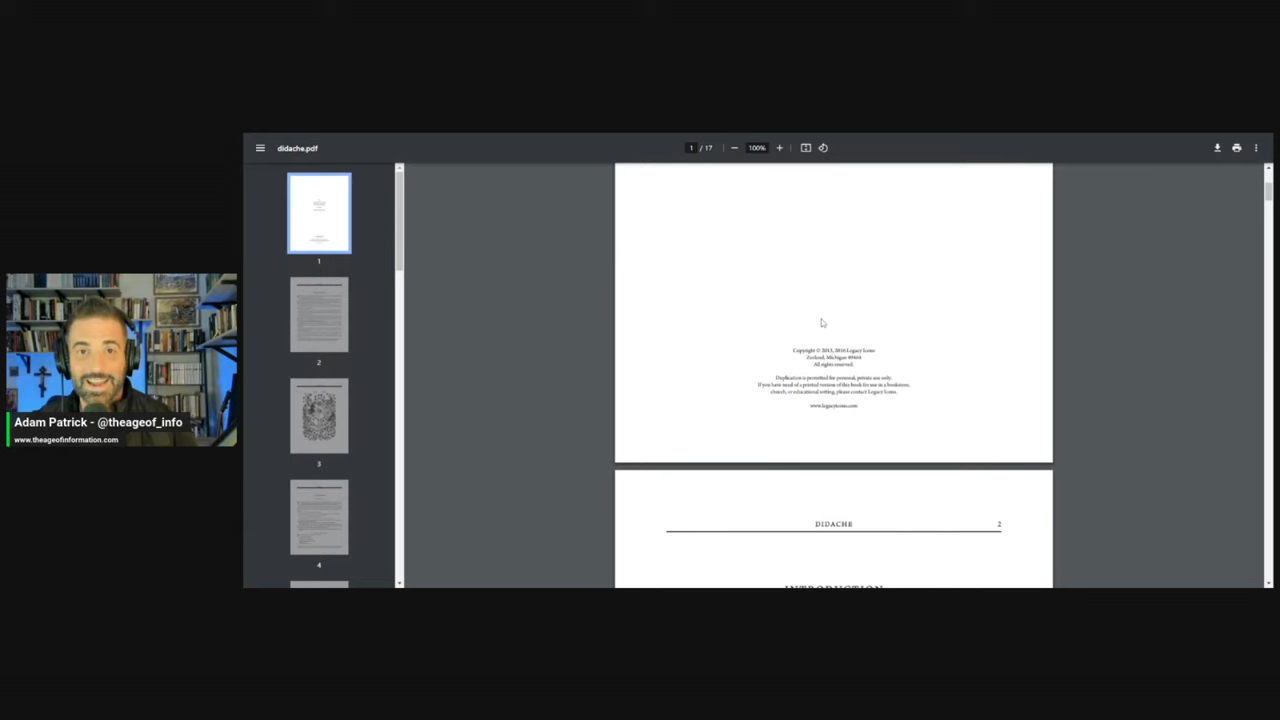 didache.pdf
1 / 17
100%
1
2
3
4
Copyright © 2013, 2016 Legacy Icons
Zeeland, Michigan 49464
All rights reserved.
Duplication is permitted for personal, private use only.
If you have need of a printed version of this book for use in a bookstore,
church, or educational setting, please contact Legacy Icons.
www.legacyicons.com
DIDACHE 2
INTRODUCTION
Adam Patrick - @theageof_info
www.theageofinformation.com